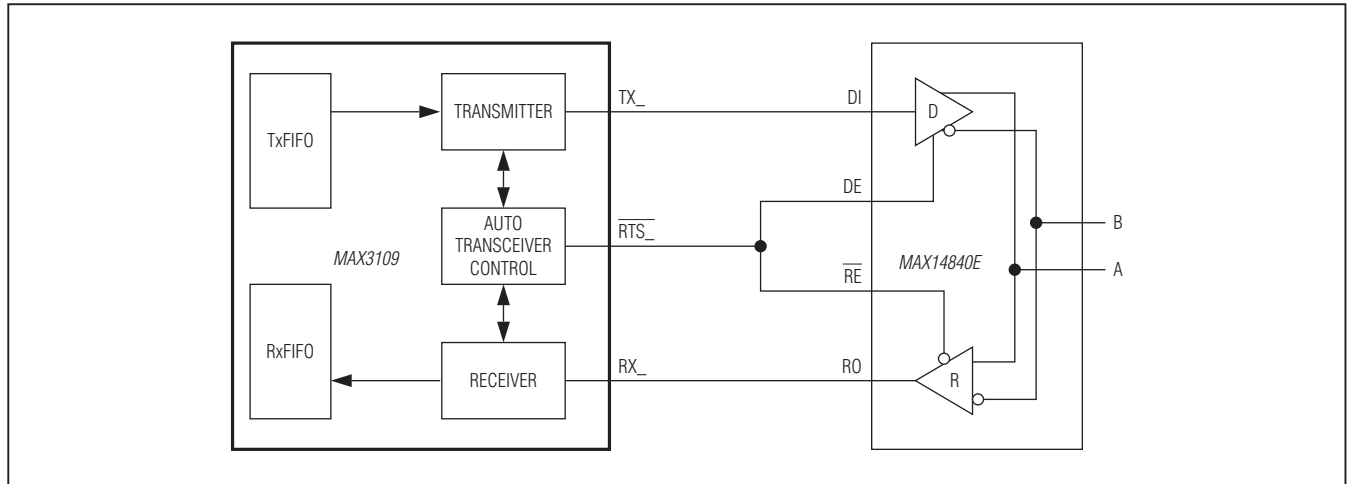 TxFIFO
TRANSMITTER
TX_
DI
D
DE
AUTO
TRANSCEIVER
CONTROL
RTS_
B
MAX3109
MAX14840E
A
RE
RxFIFO
RECEIVER
RX_
RO
R